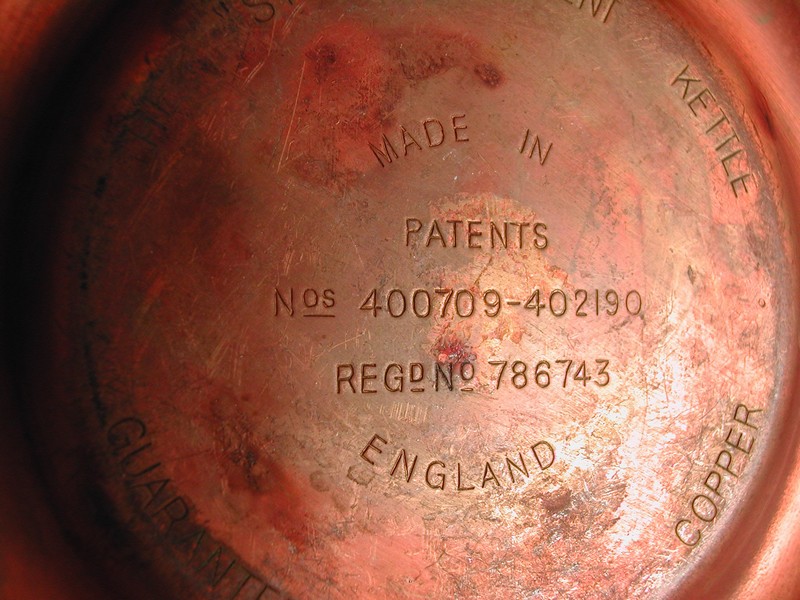 KETTLE
MADE IN
PATENTS
Nos 400709-402190
REGD No 786743
ENGLAND
COPPER